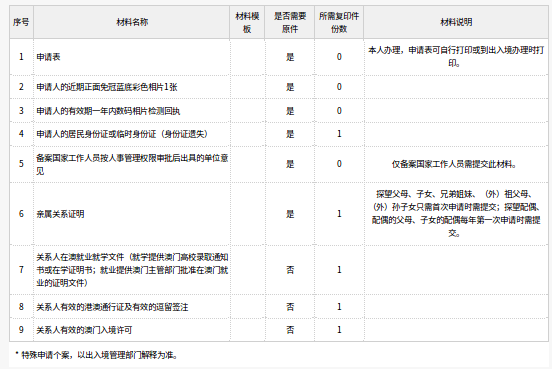 序号 材料名称 材料模板 是否需要原件 所需复印件份数 材料说明
1 申请表 是 0 本人办理，申请表可自行打印或到出入境办理时打印。
2 申请人的近期正面免冠蓝底彩色相片1张 是 0
3 申请人的有效期一年内数码相片检测回执 是 0
4 申请人的居民身份证或临时身份证（身份证遗失） 是 1
5 备案国家工作人员按人事管理权限审批后出具的单位意见 是 0 仅备案国家工作人员需提交此材料。
6 亲属关系证明 是 1 探望父母、子女、兄弟姐妹、（外）祖父母、（外）孙子女只需首次申请时需提交；探望配偶、配偶的父母、子女的配偶每年第一次申请时需提交。
7 关系人在澳就业就学文件（就学提供澳门高校录取通知书或在学证明书；就业提供澳门主管部门批准在澳门就业的证明文件） 否 1
8 关系人有效的港澳通行证及有效的逗留签注 否 1
9 关系人有效的澳门入境许可 否 1
* 特殊申请个案，以出入境管理部门解释为准。